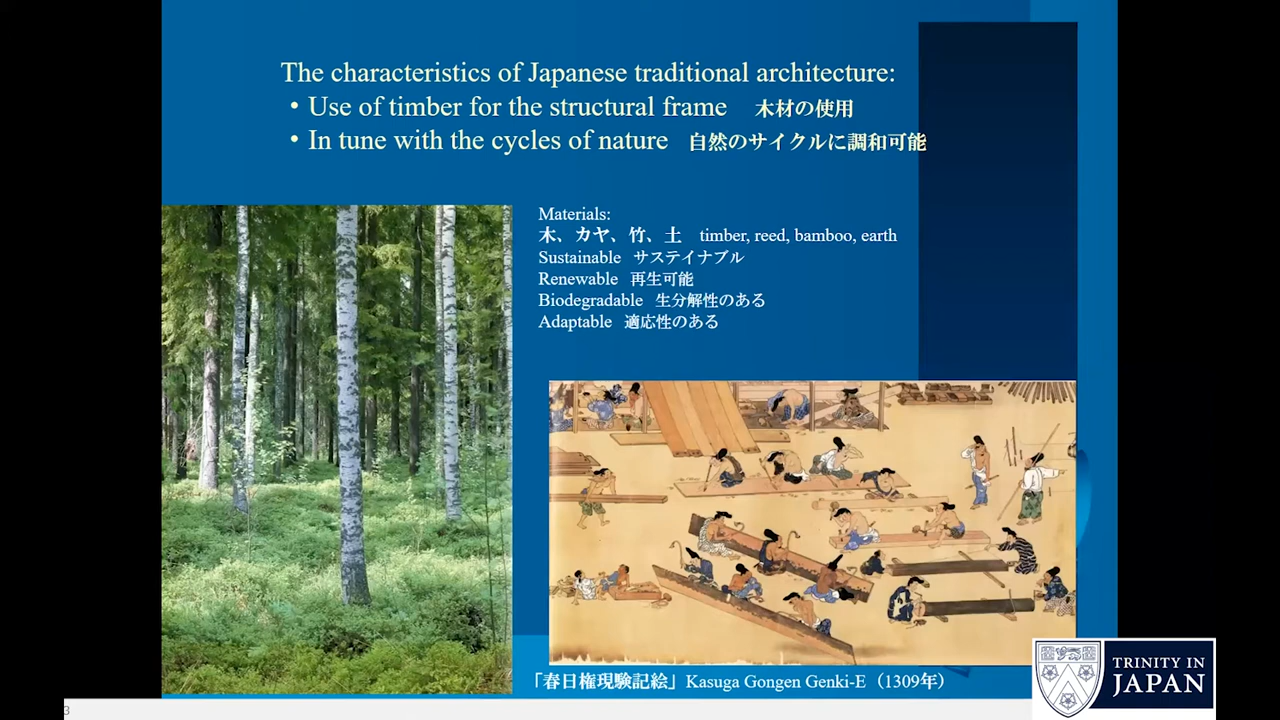 The characteristics of Japanese traditional architecture:
• Use of timber for the structural frame 木材の使用
• In tune with the cycles of nature 自然のサイクルに調和可能
Materials:
木、カヤ、竹、土 timber, reed, bamboo, earth
Sustainable サステイナブル
Renewable 再生可能
Biodegradable 生分解性のある
Adaptable 適応性のある
「春日権現験記絵」Kasuga Gongen Genki-E（1309年）
TRINITY IN
JAPAN
3